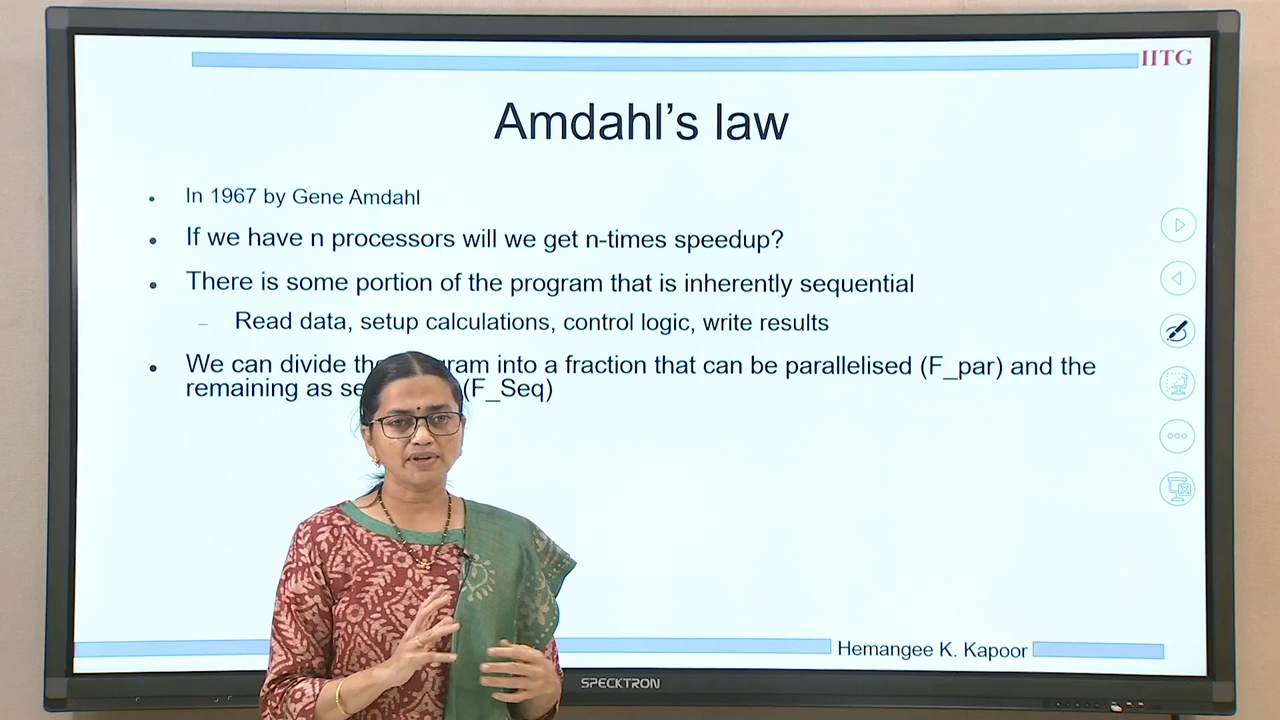 IITG
Amdahl's law
• In 1967 by Gene Amdahl
• If we have n processors will we get n-times speedup?
• There is some portion of the program that is inherently sequential
– Read data, setup calculations, control logic, write results
• We can divide the program into a fraction that can be parallelised (F_par) and the
remaining as (F_Seq)
Hemangee K. Kapoor
SPECKTRON